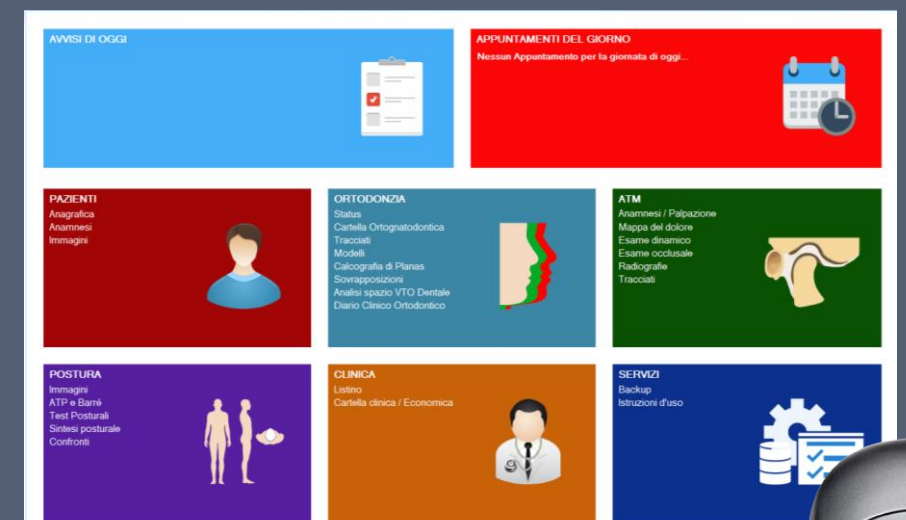 AVVISI DI OGGI
APPUNTAMENTI DEL GIORNO
Nessun Appuntamento per la giornata di oggi...
PAZIENTI
Anagrafica
Anamnesi
Immagini
ORTODONZIA
Status
Cartella Ortognatodontica
Tracciati
Modelli
Calcografia di Planas
Sovrapposizioni
Analisi spazio VTO Dentale
Diario Clinico Ortodontico
ATM
Anamnesi / Palpazione
Mappa del dolore
Esame dinamico
Esame occlusale
Radiografie
Tracciati
POSTURA
Immagini
ATP e Barré
Test Posturali
Sintesi posturale
Confronti
CLINICA
Listino
Cartella clinica / Economica
SERVIZI
Backup
Istruzioni d'uso